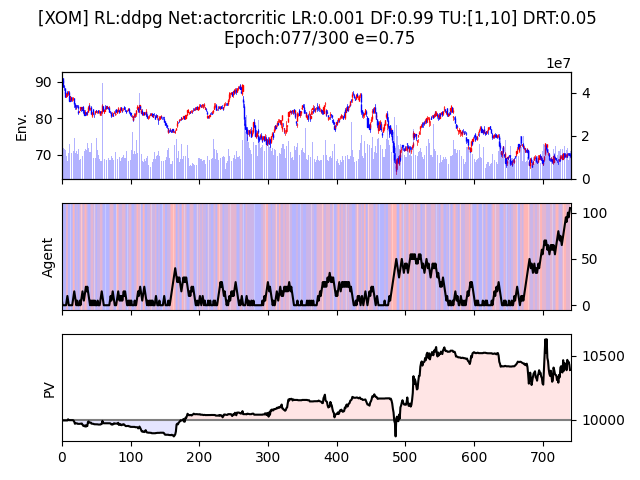 [XOM] RL:ddpg Net:actorcritic LR:0.001 DF:0.99 TU:[1,10] DRT:0.05
Epoch:077/300 e=0.75
1e7
Env.
90
80
70
4
2
0
Agent
100
50
0
PV
10500
10000
0 100 200 300 400 500 600 700